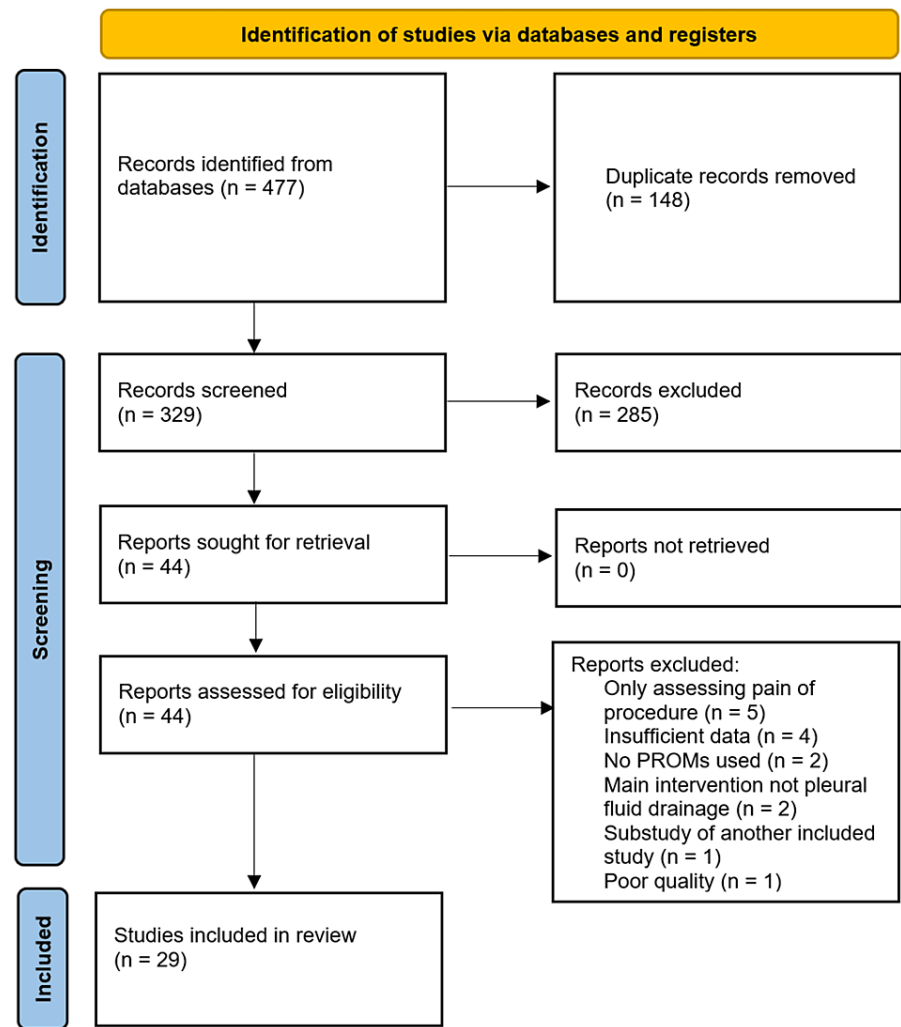 Identification of studies via databases and registers
Identification
Records identified from
databases (n = 477)
Duplicate records removed
(n = 148)
Screening
Records screened
(n = 329)
Records excluded
(n = 285)
Reports sought for retrieval
(n = 44)
Reports not retrieved
(n = 0)
Reports assessed for eligibility
(n = 44)
Reports excluded:
Only assessing pain of
procedure (n = 5)
Insufficient data (n = 4)
No PROMs used (n = 2)
Main intervention not pleural
fluid drainage (n = 2)
Substudy of another included
study (n = 1)
Poor quality (n = 1)
Included
Studies included in review
(n = 29)